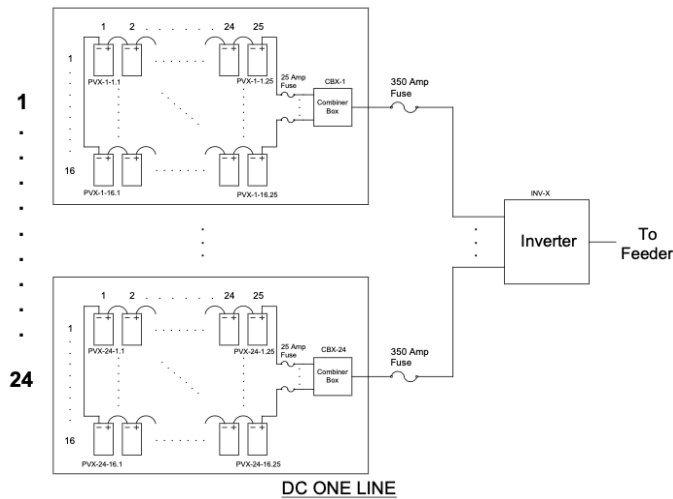 1 2 24 25
1
PVX-1-1.1 PVX-1-1.25
25 Amp
Fuse
CBX-1
Combiner
Box
350 Amp
Fuse
1
16
PVX-1-16.1 PVX-1-16.25
INV-X
Inverter
To
Feeder
1 2 24 25
1
PVX-24-1.1 PVX-24-1.25
25 Amp
Fuse
CBX-24
Combiner
Box
350 Amp
Fuse
24
16
PVX-24-16.1 PVX-24-16.25
DC ONE LINE